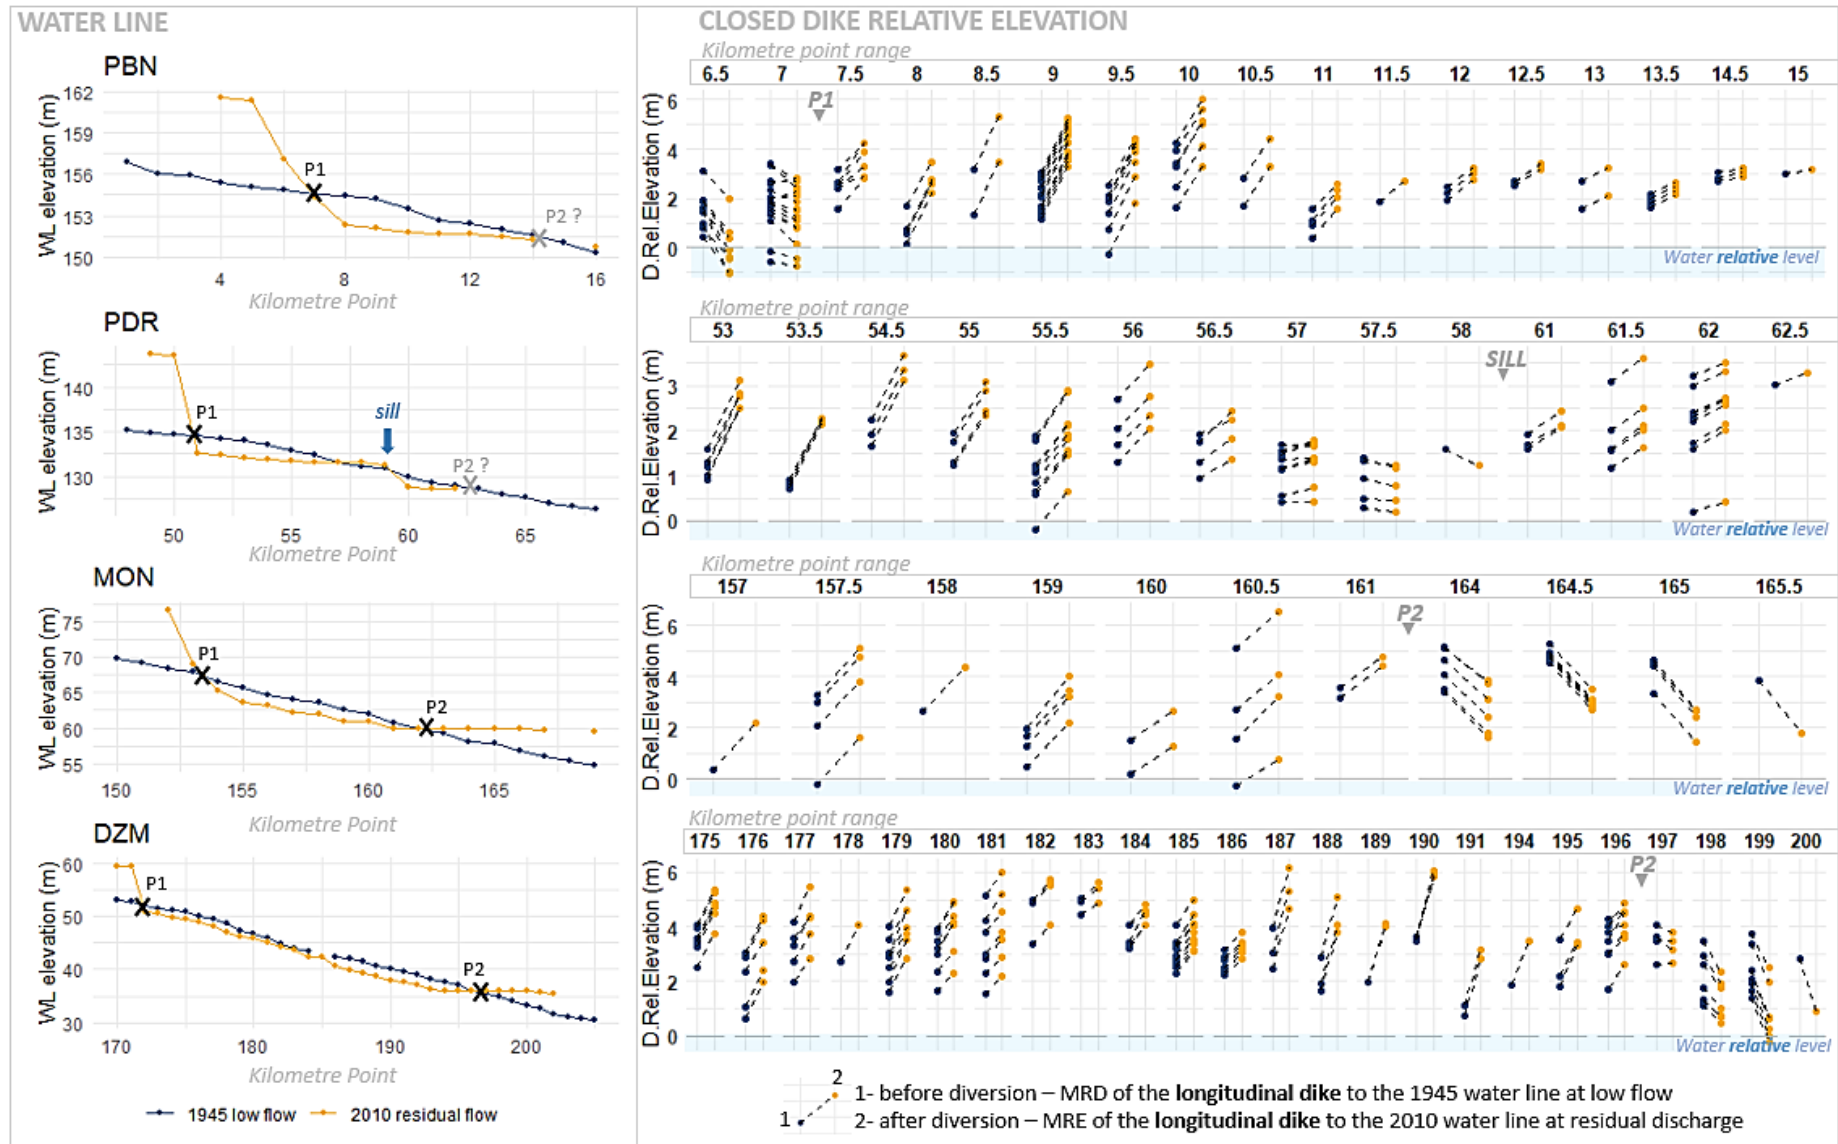 WATER LINE
CLOSED DIKE RELATIVE ELEVATION
PBN
WL elevation (m)
162
159
156
153
150
P1
P2 ?
4 8 12 16
Kilometre Point
Kilometre point range
6.5 7 7.5 8 8.5 9 9.5 10 10.5 11 11.5 12 12.5 13 13.5 14.5 15
D.Rel.Elevation (m)
6
4
2
0
P1
Water relative level
PDR
WL elevation (m)
140
135
130
P1
sill
P2 ?
50 55 60 65
Kilometre Point
Kilometre point range
53 53.5 54.5 55 55.5 56 56.5 57 57.5 58 61 61.5 62 62.5
D.Rel.Elevation (m)
3
2
1
0
SILL
Water relative level
MON
WL elevation (m)
75
70
65
60
55
P1
P2
150 155 160 165
Kilometre Point
Kilometre point range
157 157.5 158 159 160 160.5 161 164 164.5 165 165.5
D.Rel.Elevation (m)
6
4
2
0
P2
Water relative level
DZM
WL elevation (m)
60
50
40
30
P1
P2
170 180 190 200
Kilometre Point
Kilometre point range
175 176 177 178 179 180 181 182 183 184 185 186 187 188 189 190 191 194 195 196 197 198 199 200
D.Rel.Elevation (m)
6
4
2
0
P2
Water relative level
1945 low flow 2010 residual flow
2
1
1- before diversion – MRD of the longitudinal dike to the 1945 water line at low flow
2- after diversion – MRE of the longitudinal dike to the 2010 water line at residual discharge